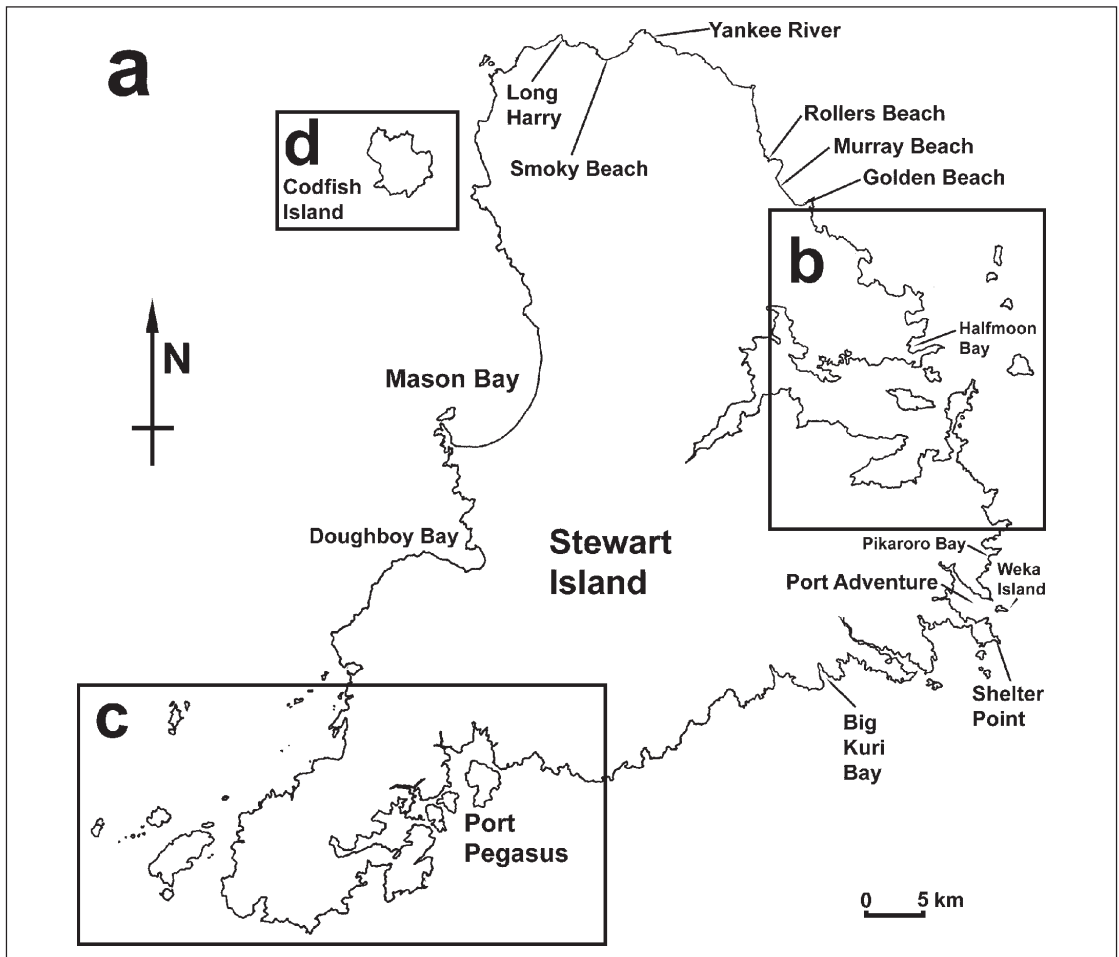 a
Yankee River
Long
Harry
Smoky Beach
Rollers Beach
Murray Beach
Golden Beach
d
Codfish
Island
b
Halfmoon
Bay
N
Mason Bay
Doughboy Bay
Stewart
Island
Pikaroro Bay
Weka
Island
Port Adventure
Shelter
Point
Big
Kuri
Bay
c
Port
Pegasus
0 5 km